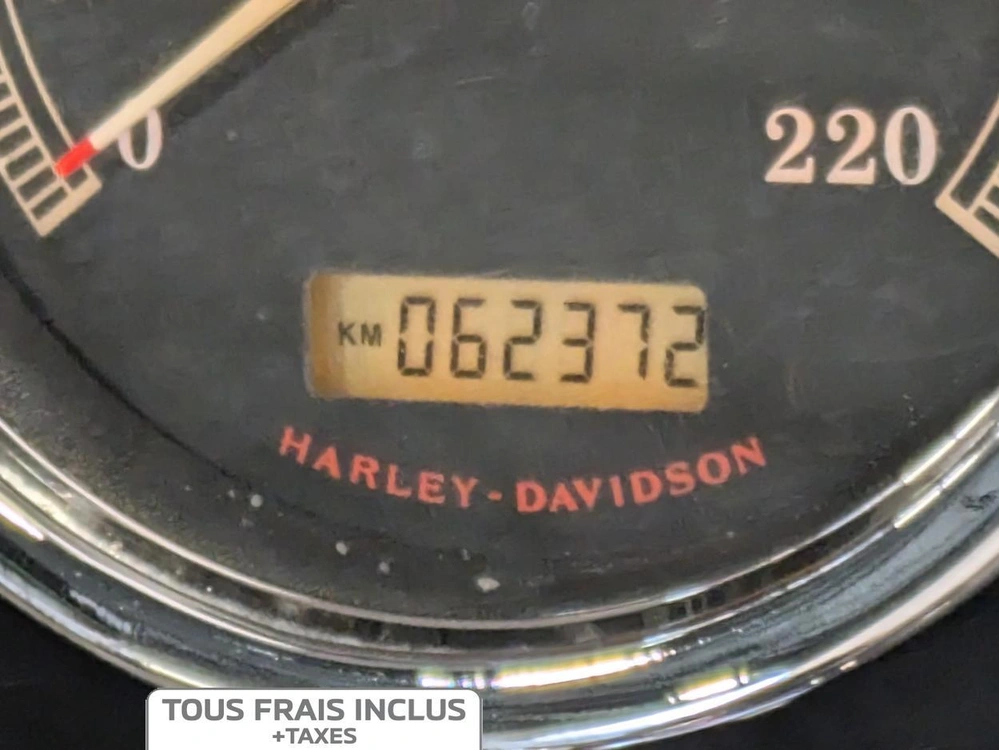 0
220
KM 062372
HARLEY-DAVIDSON
TOUS FRAIS INCLUS
+TAXES